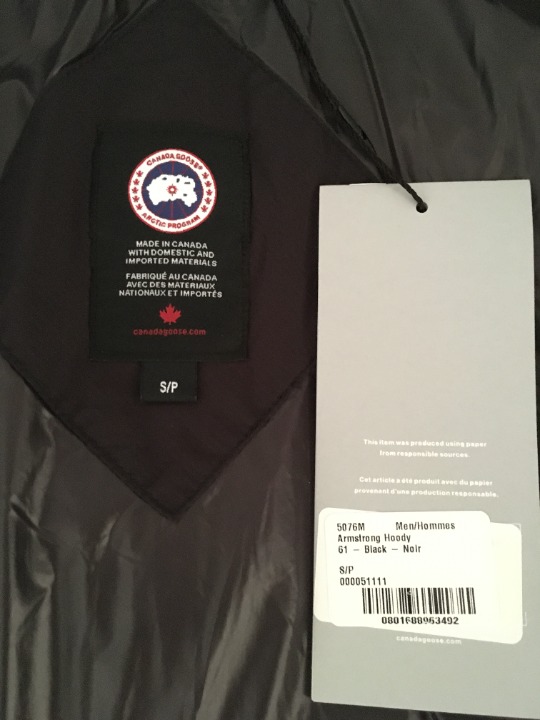 CANADA GOOSE®
ARCTIC PROGRAM
MADE IN CANADA
WITH DOMESTIC AND
IMPORTED MATERIALS
FABRIQUÉ AU CANADA
AVEC DES MATERIAUX
NATIONAUX ET IMPORTÉS
canadagoose.com
S/P
This item was produced using paper
from responsible sources.
Cet article a été produit avec du papier
provenant d'une production responsable.
5076M Men/Hommes
Armstrong Hoody
61 – Black – Noir
S/P
000051111
0801688963492
canadagoose.com